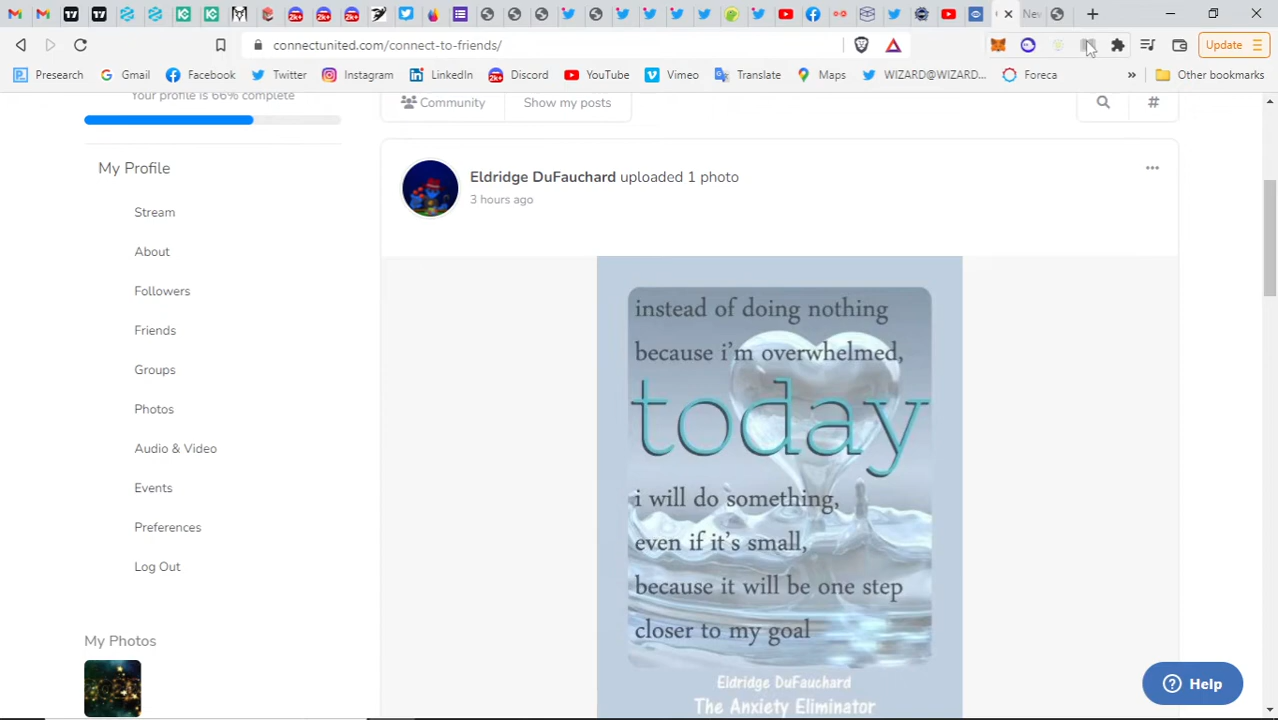 connectunited.com/connect-to-friends/
Update
Presearch Gmail Facebook Twitter Instagram LinkedIn Discord YouTube Vimeo Translate Maps WIZARD@WIZARD... Foreca » Other bookmarks
Your profile is 66% complete
Community Show my posts #
My Profile
Stream
About
Followers
Friends
Groups
Photos
Audio & Video
Events
Preferences
Log Out
My Photos
Eldridge DuFauchard uploaded 1 photo
3 hours ago
instead of doing nothing
because i'm overwhelmed,
today
i will do something,
even if it's small,
because it will be one step
closer to my goal
Eldridge DuFauchard
The Anxiety Eliminator
Help